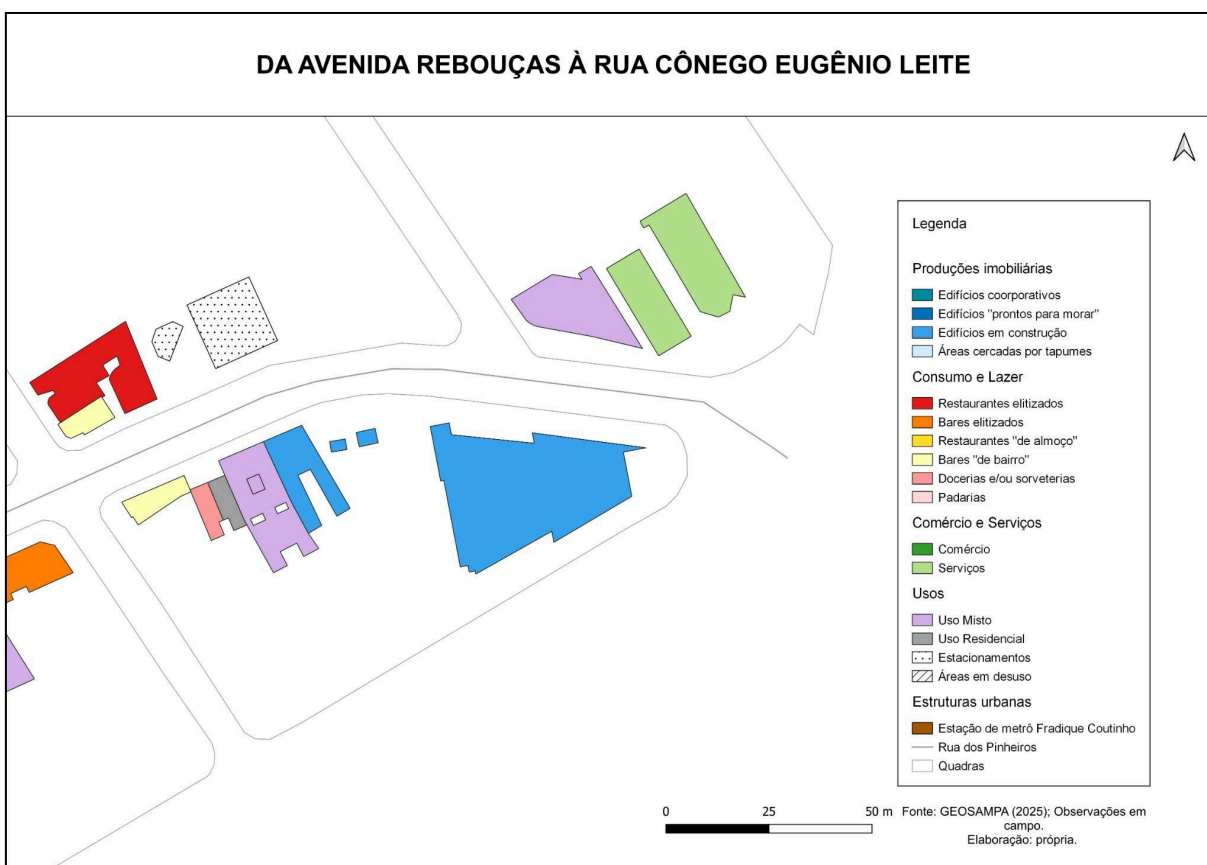 DA AVENIDA REBOUÇAS À RUA CÔNEGO EUGÊNIO LEITE
Legenda
Produções imobiliárias
Edifícios coorporativos
Edifícios "prontos para morar"
Edifícios em construção
Áreas cercadas por tapumes
Consumo e Lazer
Restaurantes elitizados
Bares elitizados
Restaurantes "de almoço"
Bares "de bairro"
Docerias e/ou sorveterias
Padarias
Comércio e Serviços
Comércio
Serviços
Usos
Uso Misto
Uso Residencial
Estacionamentos
Áreas em desuso
Estruturas urbanas
Estação de metrô Fradique Coutinho
Rua dos Pinheiros
Quadras
0 25 50 m
Fonte: GEOSAMPA (2025); Observações em
campo.
Elaboração: própria.